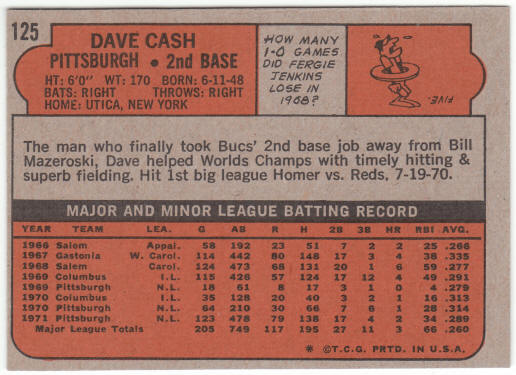 125
DAVE CASH
PITTSBURGH • 2nd BASE
HT: 6'0" WT: 170 BORN: 6-11-48
BATS: RIGHT THROWS: RIGHT
HOME: UTICA, NEW YORK
HOW MANY
1-0 GAMES
DID FERGIE
JENKINS
LOSE IN
1968?
FIVE.
The man who finally took Bucs' 2nd base job away from Bill
Mazeroski, Dave helped Worlds Champs with timely hitting &
superb fielding. Hit 1st big league Homer vs. Reds, 7-19-70.
MAJOR AND MINOR LEAGUE BATTING RECORD
YEAR TEAM LEA. G AB R H 2B 3B HR RBI AVG.
1966 Salem Appal. 58 192 23 51 7 2 2 25 .266
1967 Gastonia W. Carol. 114 442 80 148 17 3 4 38 .335
1968 Salem Carol. 124 473 68 131 20 1 6 59 .277
1969 Columbus I.L. 115 426 57 124 17 12 4 49 .291
1969 Pittsburgh N.L. 18 61 8 17 3 1 0 4 .279
1970 Columbus I.L. 35 128 20 40 3 2 1 16 .313
1970 Pittsburgh N.L. 64 210 30 66 7 6 1 28 .314
1971 Pittsburgh N.L. 123 478 79 138 17 4 2 34 .289
Major League Totals 205 749 117 195 27 11 3 66 .260
* ©T.C.G. PRTD. IN U.S.A.